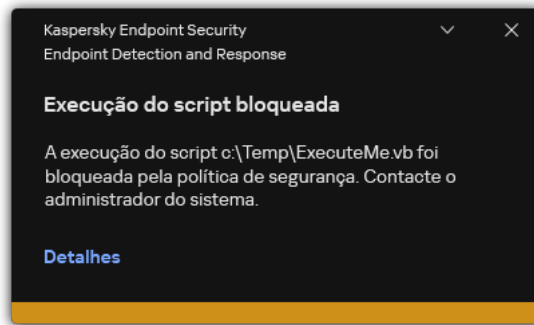 Kaspersky Endpoint Security
Endpoint Detection and Response
Execução do script bloqueada
A execução do script c:\Temp\ExecuteMe.vb foi
bloqueada pela política de segurança. Contacte o
administrador do sistema.
Detalhes